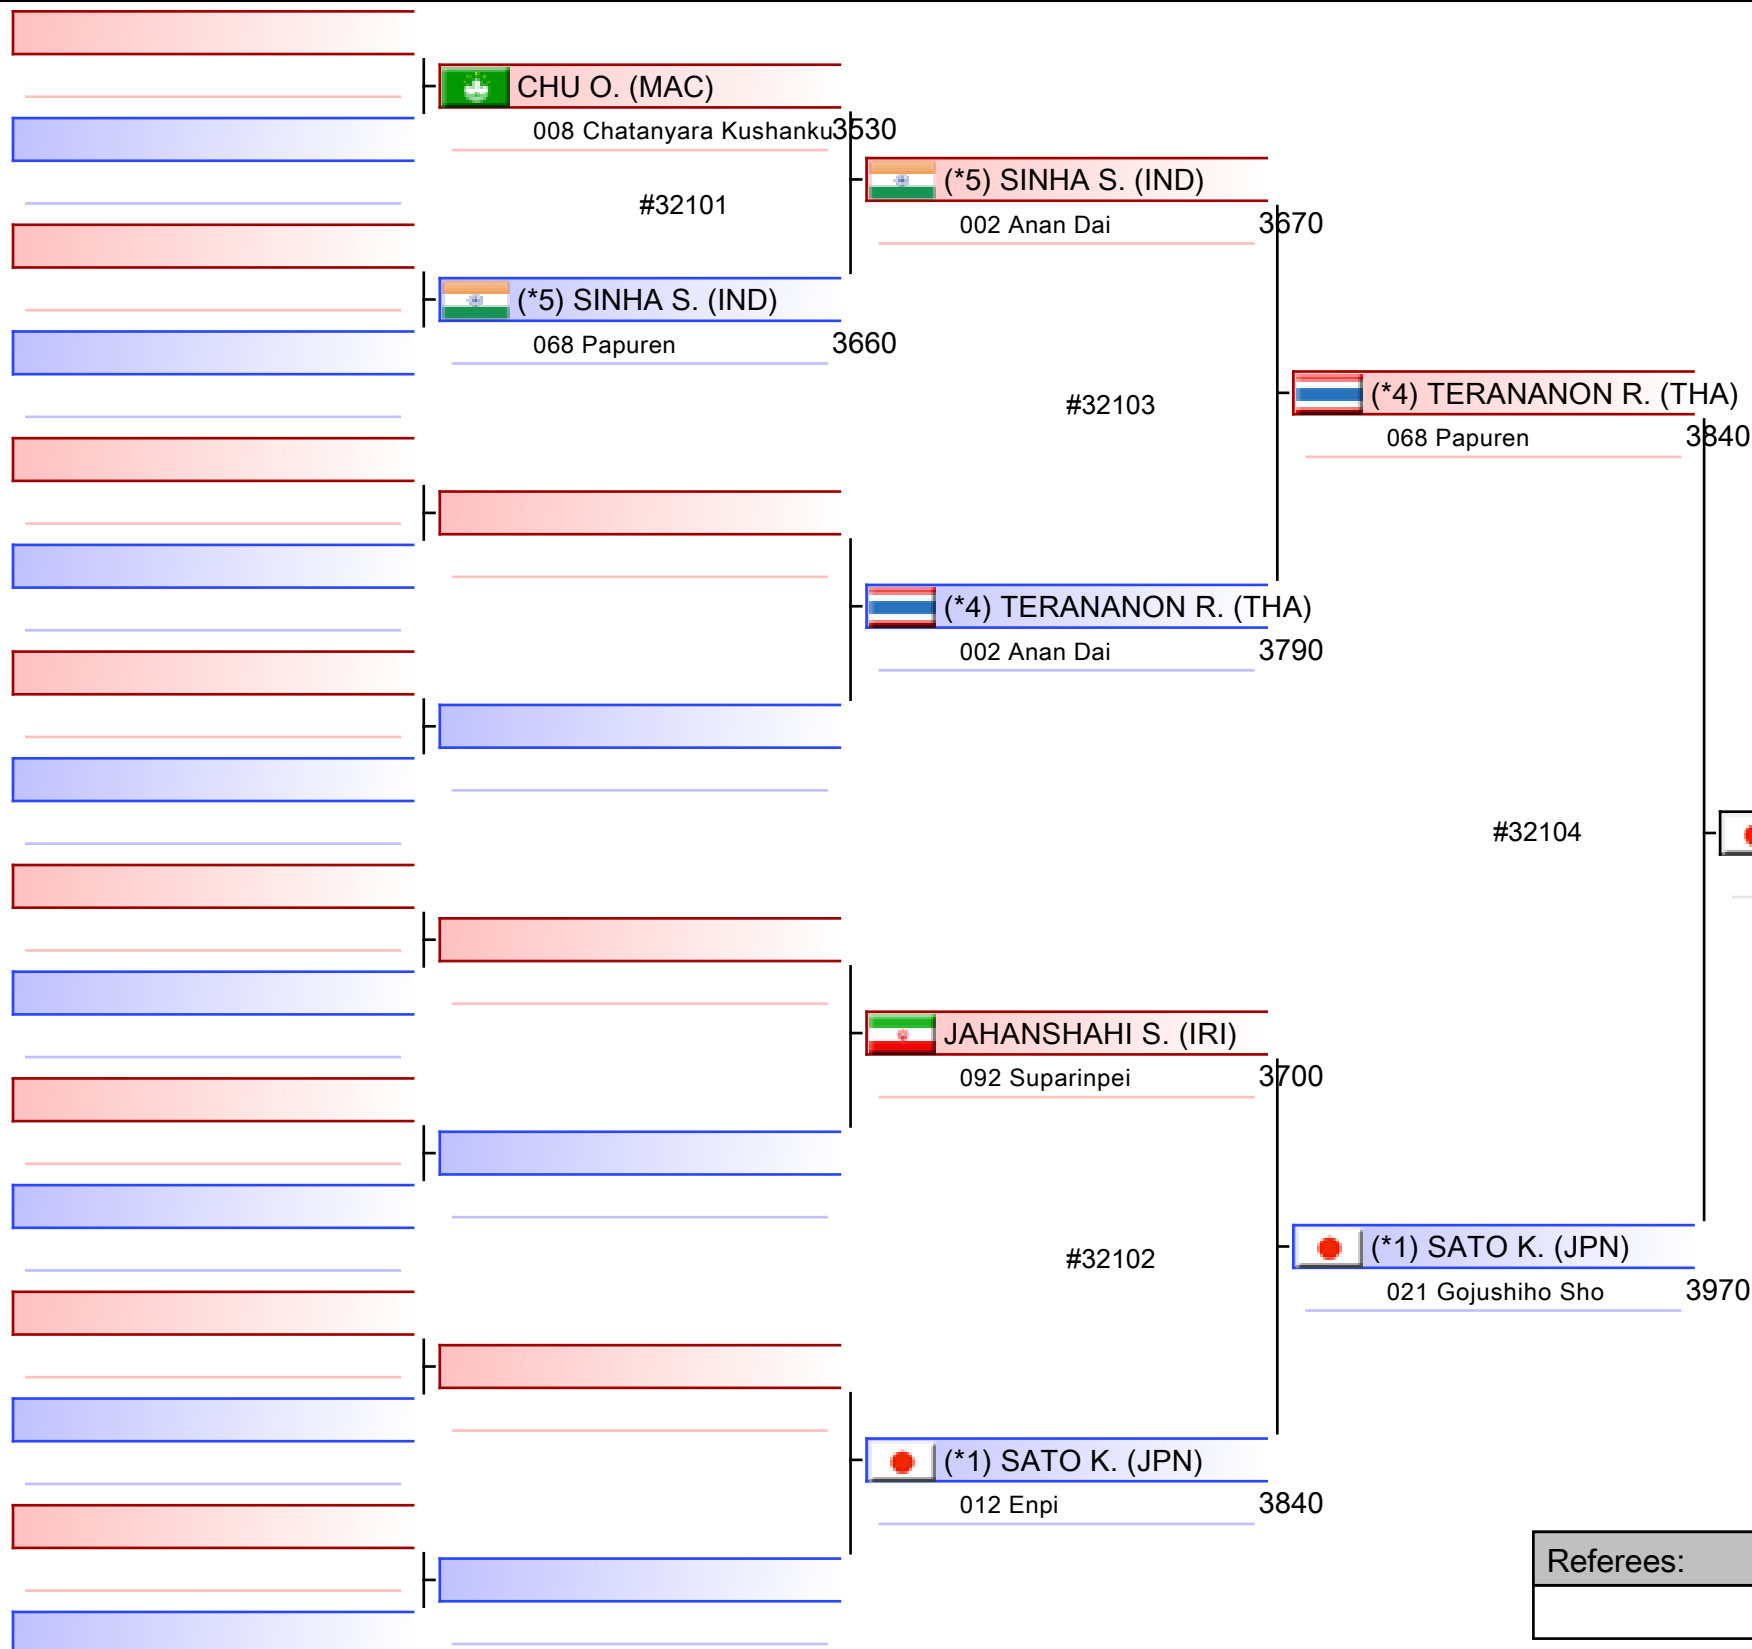 CHU O. (MAC)
008 Chatanyara Kushanku 3530
#32101
(*5) SINHA S. (IND)
068 Papuren 3660
(*5) SINHA S. (IND)
002 Anan Dai 3670
#32103
(*4) TERANANON R. (THA)
002 Anan Dai 3790
JAHANSHAHI S. (IRI)
092 Suparinpei 3700
#32102
(*1) SATO K. (JPN)
012 Enpi 3840
(*4) TERANANON R. (THA)
068 Papuren 3840
#32104
(*1) SATO K. (JPN)
021 Gojushiho Sho 3970
Referees: